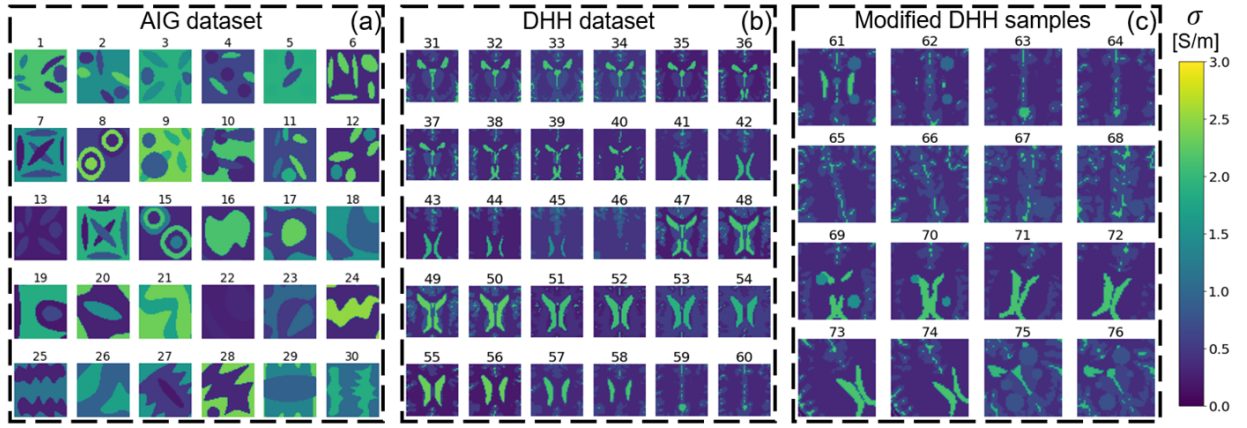 AIG dataset (a)
1 2 3 4 5 6
7 8 9 10 11 12
13 14 15 16 17 18
19 20 21 22 23 24
25 26 27 28 29 30
DHH dataset (b)
31 32 33 34 35 36
37 38 39 40 41 42
43 44 45 46 47 48
49 50 51 52 53 54
55 56 57 58 59 60
Modified DHH samples (c)
61 62 63 64
65 66 67 68
69 70 71 72
73 74 75 76
σ
[S/m]
3.0
2.5
2.0
1.5
1.0
0.5
0.0